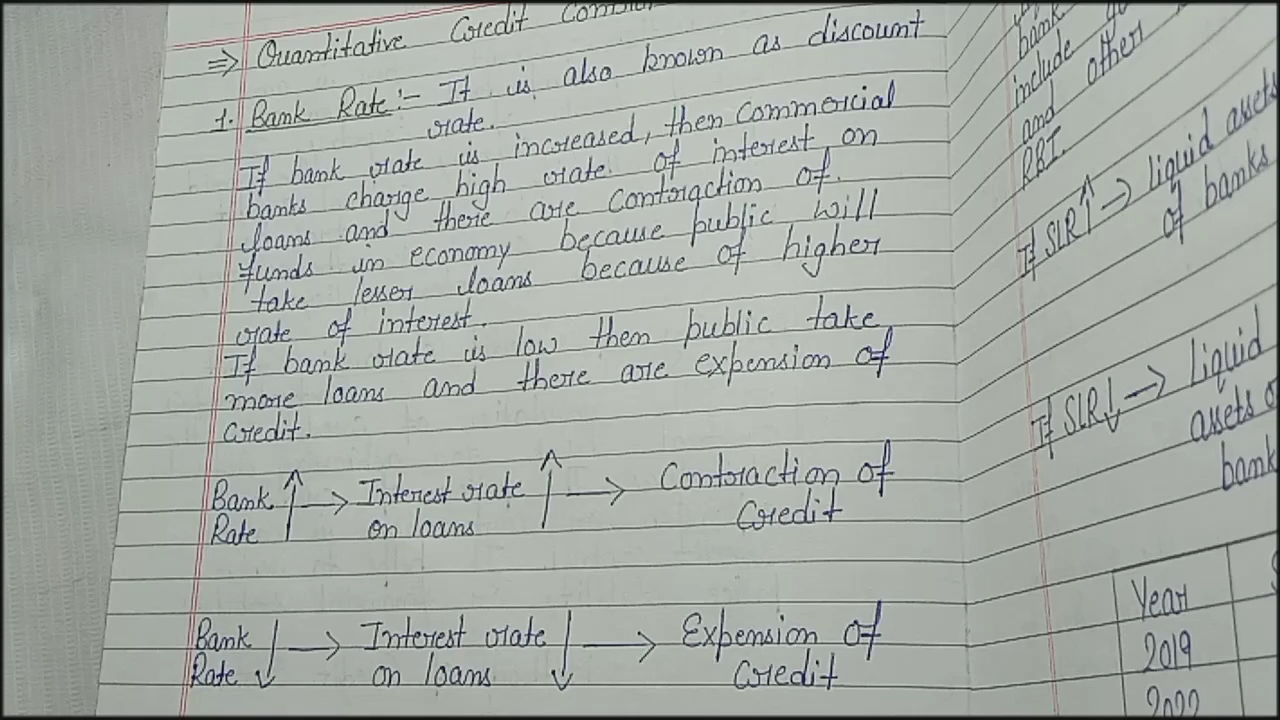 ⇒ Quantitative Credit
1. Bank Rate :- It is also known as discount
rate.
If bank rate is increased, then commercial
banks charge high rate of interest on
loans and there are contraction of
funds in economy because public will
take lesser loans because of higher
rate of interest.
If bank rate is low then public take
more loans and there are expension of
credit.
Bank Rate ↑ → Interest rate on loans ↑ → Contraction of Credit
Bank Rate ↓ → Interest rate on loans ↓ → Expension of Credit
bank
include
and other
RBI.
If SLR ↑ → liquid assets
of banks
If SLR ↓ → liquid
assets
bank
Year
2019
2022